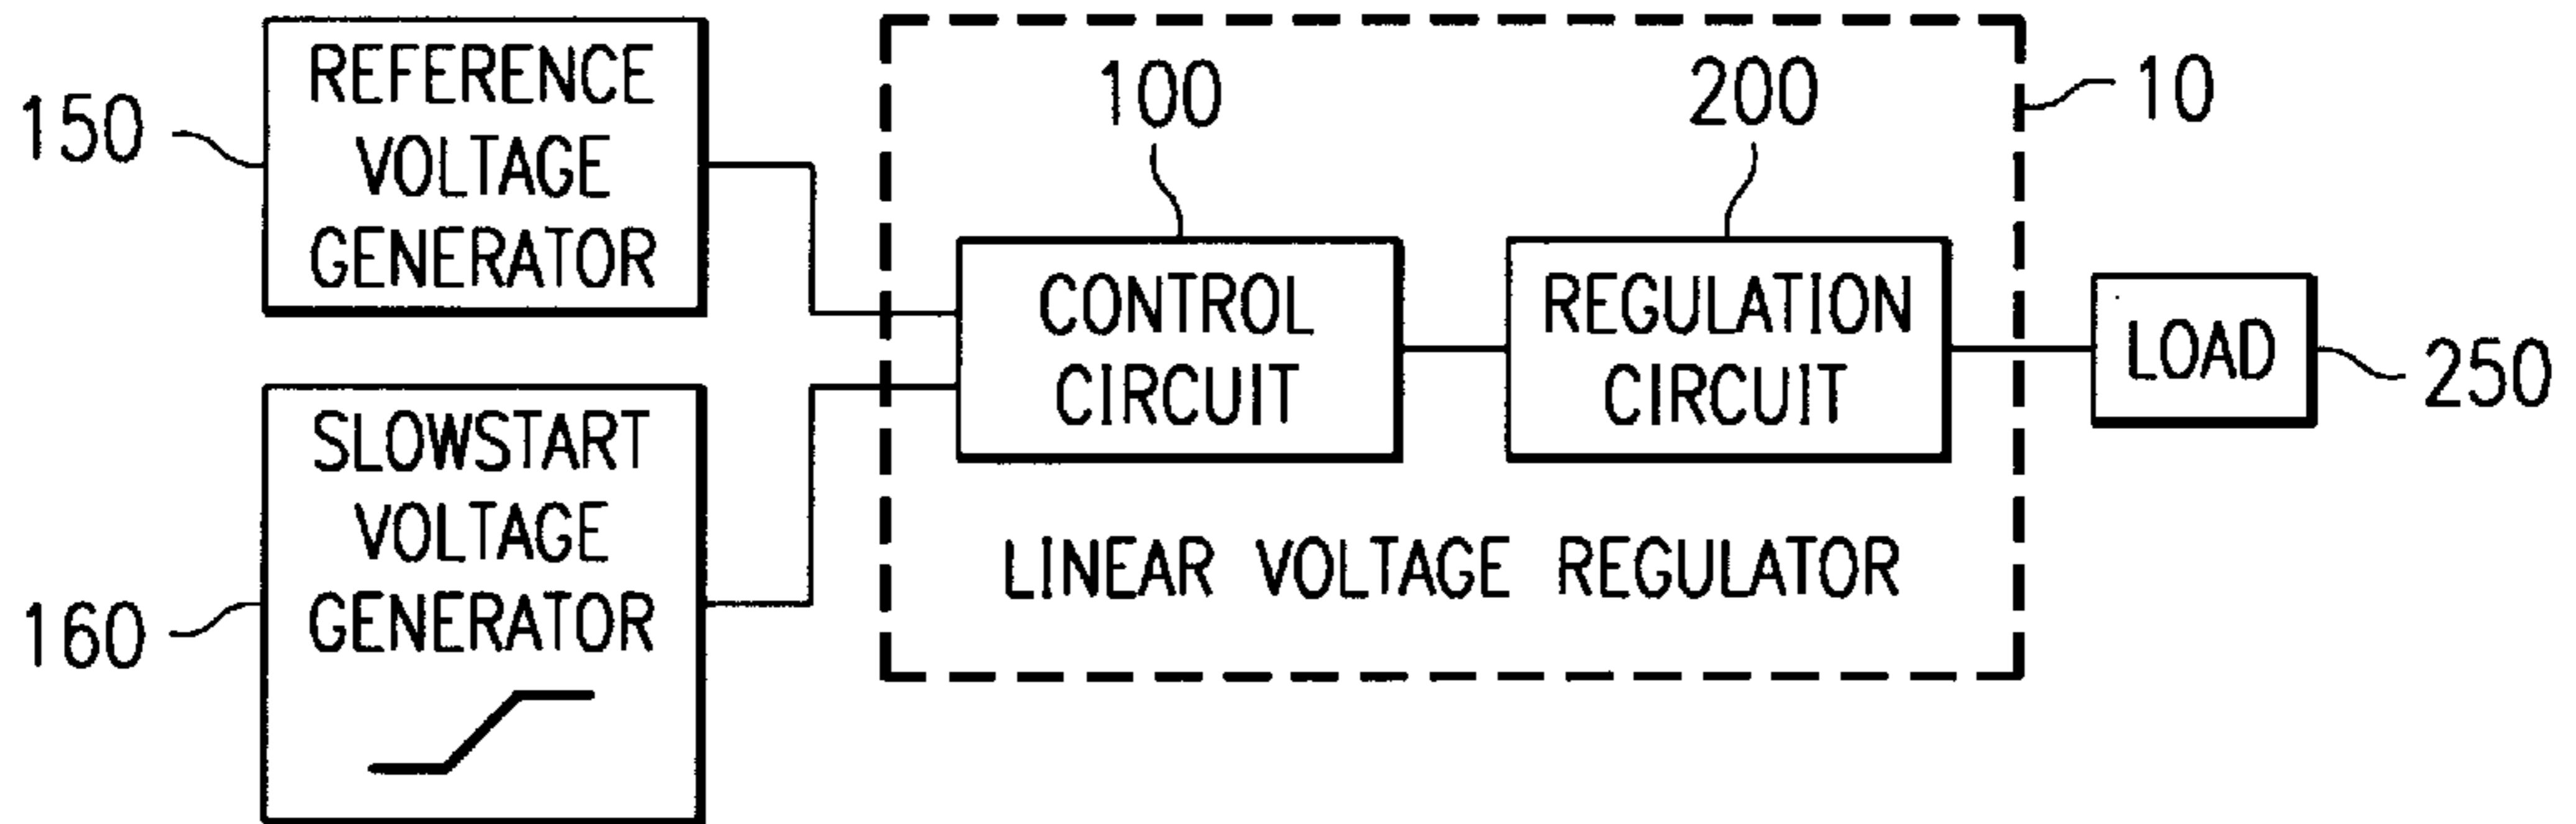 150
REFERENCE
VOLTAGE
GENERATOR
160
SLOWSTART
VOLTAGE
GENERATOR
100
CONTROL
CIRCUIT
200
REGULATION
CIRCUIT
LINEAR VOLTAGE REGULATOR
10
LOAD
250